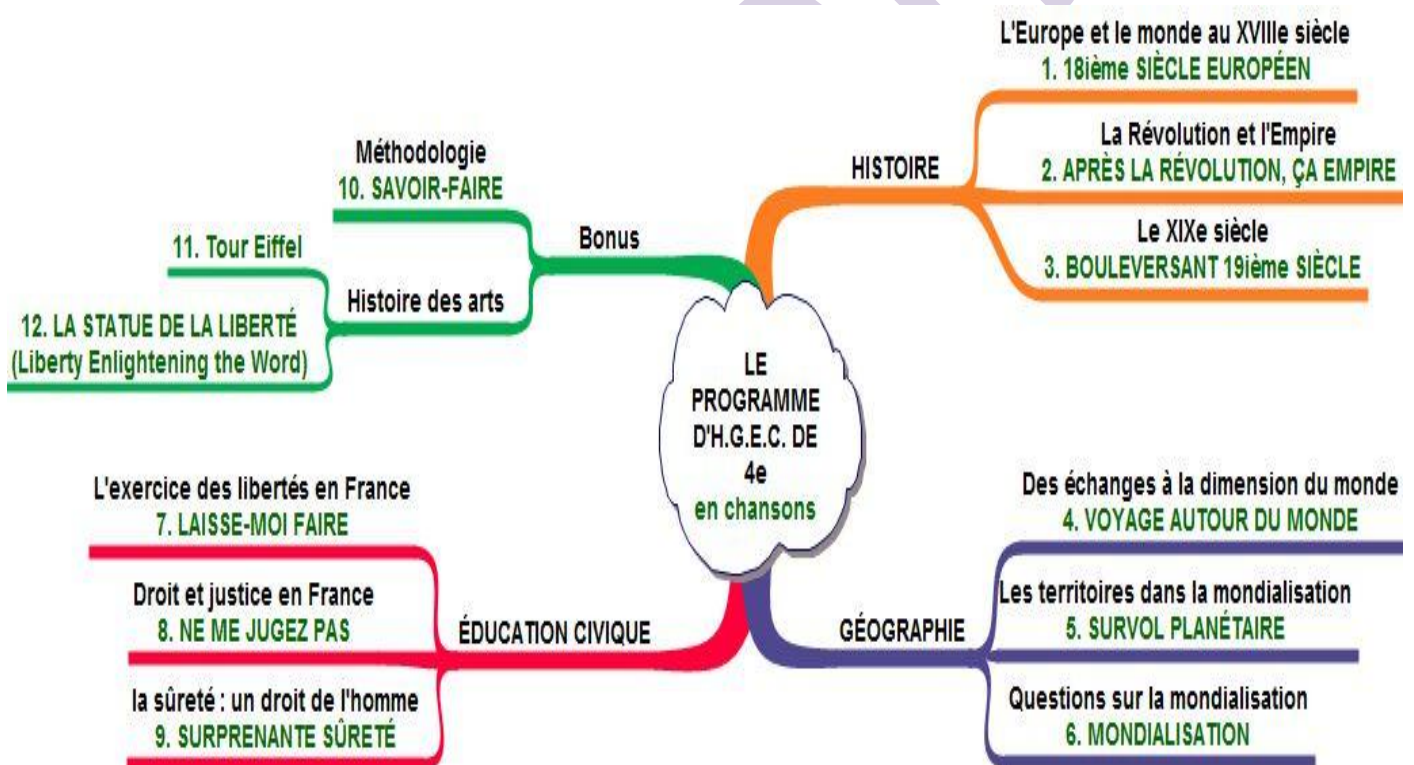 LE
PROGRAMME
D'H.G.E.C. DE
4e
en chansons
HISTOIRE
L'Europe et le monde au XVIIIe siècle
1. 18ième SIÈCLE EUROPÉEN
La Révolution et l'Empire
2. APRÈS LA RÉVOLUTION, ÇA EMPIRE
Le XIXe siècle
3. BOULEVERSANT 19ième SIÈCLE
GÉOGRAPHIE
Des échanges à la dimension du monde
4. VOYAGE AUTOUR DU MONDE
Les territoires dans la mondialisation
5. SURVOL PLANÉTAIRE
Questions sur la mondialisation
6. MONDIALISATION
ÉDUCATION CIVIQUE
L'exercice des libertés en France
7. LAISSE-MOI FAIRE
Droit et justice en France
8. NE ME JUGEZ PAS
la sûreté : un droit de l'homme
9. SURPRENANTE SÛRETÉ
Bonus
Méthodologie
10. SAVOIR-FAIRE
Histoire des arts
11. Tour Eiffel
12. LA STATUE DE LA LIBERTÉ
(Liberty Enlightening the Word)